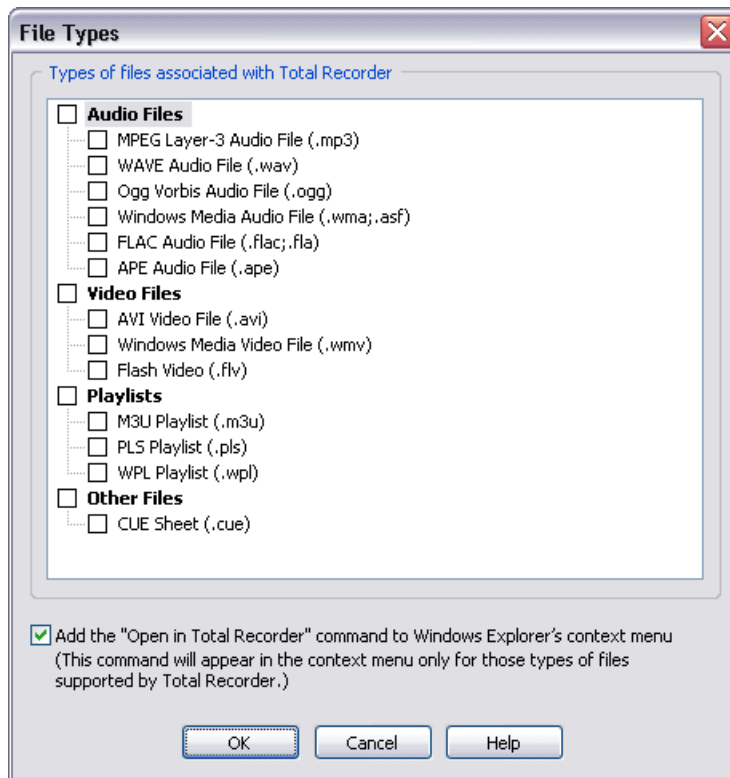 File Types
Types of files associated with Total Recorder
Audio Files
MPEG Layer-3 Audio File (.mp3)
WAVE Audio File (.wav)
Ogg Vorbis Audio File (.ogg)
Windows Media Audio File (.wma;.asf)
FLAC Audio File (.flac;.fla)
APE Audio File (.ape)
Video Files
AVI Video File (.avi)
Windows Media Video File (.wmv)
Flash Video (.flv)
Playlists
M3U Playlist (.m3u)
PLS Playlist (.pls)
WPL Playlist (.wpl)
Other Files
CUE Sheet (.cue)
Add the "Open in Total Recorder" command to Windows Explorer's context menu
(This command will appear in the context menu only for those types of files
supported by Total Recorder.)
OK Cancel Help